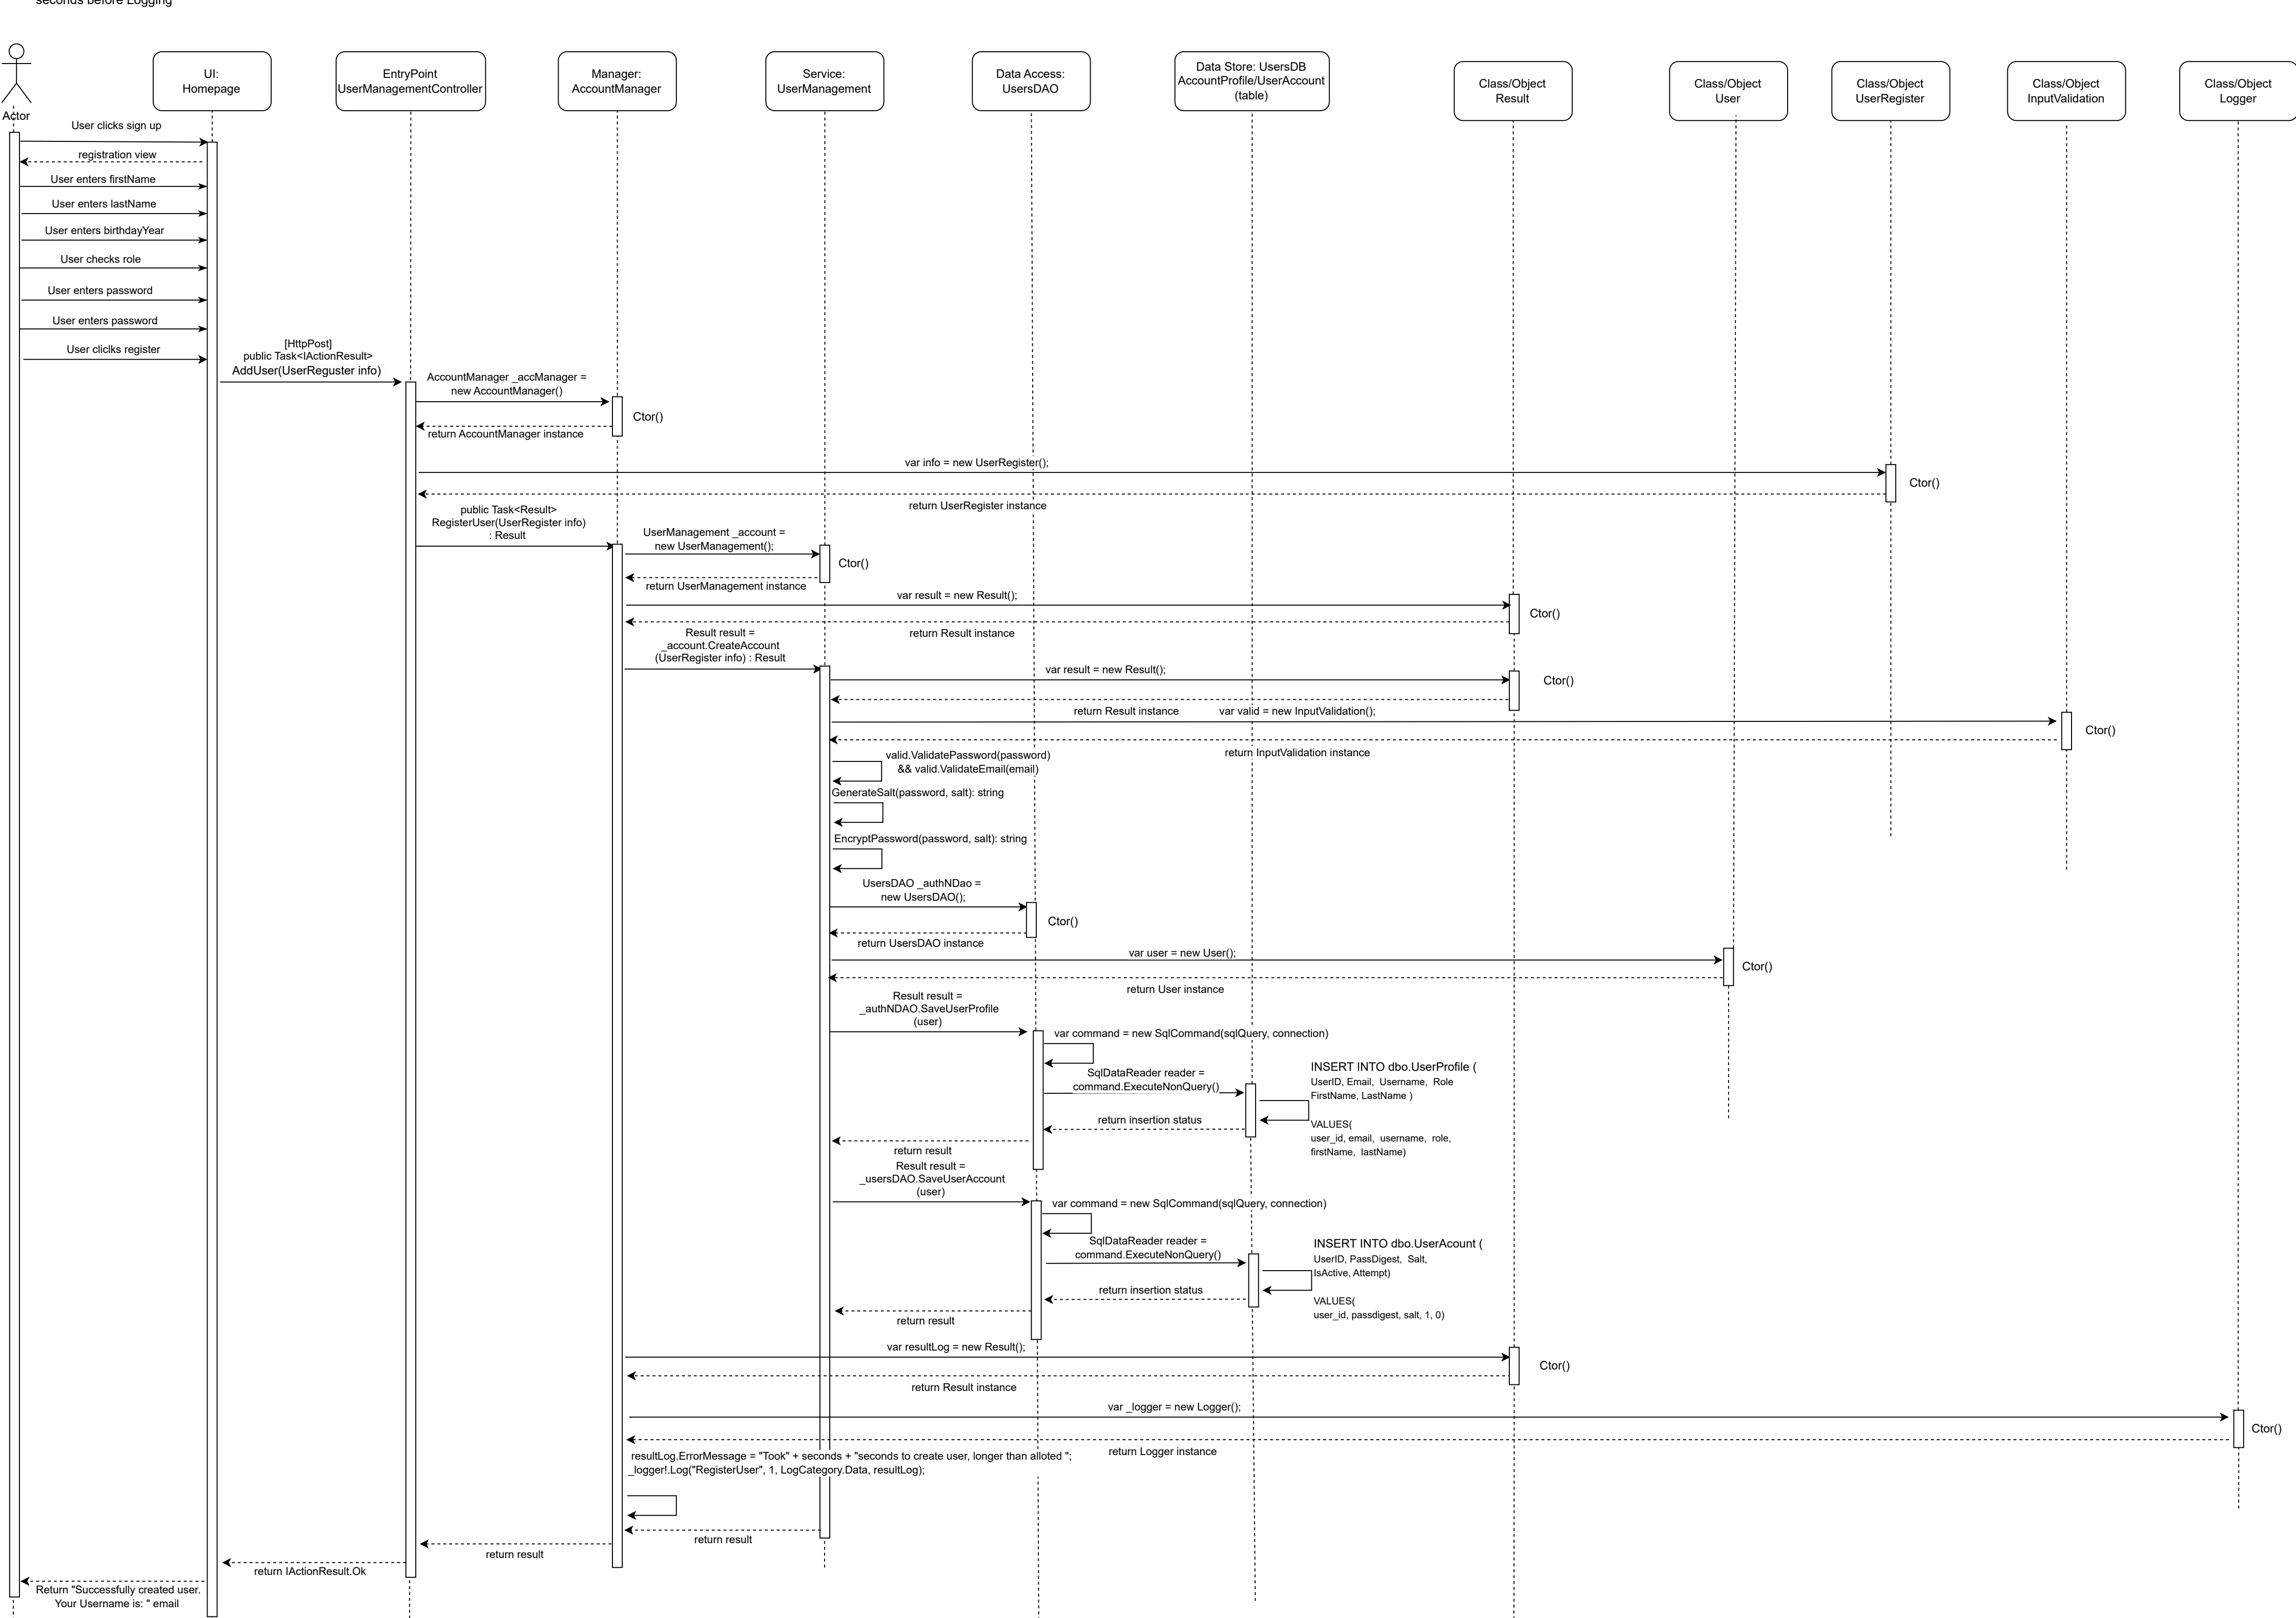 seconds before Logging
Actor
UI:
Homepage
EntryPoint
UserManagementController
Manager:
AccountManager
Service:
UserManagement
Data Access:
UsersDAO
Data Store: UsersDB
AccountProfile/UserAccount
(table)
Class/Object
Result
Class/Object
User
Class/Object
UserRegister
Class/Object
InputValidation
Class/Object
Logger
User clicks sign up
registration view
User enters firstName
User enters lastName
User enters birthdayYear
User checks role
User enters password
User enters password
User cliclks register
[HttpPost]
public Task<IActionResult>
AddUser(UserReguster info)
AccountManager _accManager =
new AccountManager()
Ctor()
return AccountManager instance
var info = new UserRegister();
Ctor()
return UserRegister instance
public Task<Result>
RegisterUser(UserRegister info)
: Result
UserManagement _account =
new UserManagement();
Ctor()
return UserManagement instance
var result = new Result();
Ctor()
return Result instance
Result result =
_account.CreateAccount
(UserRegister info) : Result
var result = new Result();
Ctor()
return Result instance
var valid = new InputValidation();
Ctor()
return InputValidation instance
valid.ValidatePassword(password)
&& valid.ValidateEmail(email)
GenerateSalt(password, salt): string
EncryptPassword(password, salt): string
UsersDAO _authNDao =
new UsersDAO();
Ctor()
return UsersDAO instance
var user = new User();
Ctor()
return User instance
Result result =
_authNDAO.SaveUserProfile
(user)
var command = new SqlCommand(sqlQuery, connection)
SqlDataReader reader =
command.ExecuteNonQuery()
INSERT INTO dbo.UserProfile (
UserID, Email, Username, Role
FirstName, LastName )
VALUES(
user_id, email, username, role,
firstName, lastName)
return insertion status
return result
Result result =
_usersDAO.SaveUserAccount
(user)
var command = new SqlCommand(sqlQuery, connection)
SqlDataReader reader =
command.ExecuteNonQuery()
INSERT INTO dbo.UserAcount (
UserID, PassDigest, Salt,
IsActive, Attempt)
VALUES(
user_id, passdigest, salt, 1, 0)
return insertion status
return result
var resultLog = new Result();
Ctor()
return Result instance
var _logger = new Logger();
Ctor()
return Logger instance
resultLog.ErrorMessage = "Took" + seconds + "seconds to create user, longer than alloted ";
_logger!.Log("RegisterUser", 1, LogCategory.Data, resultLog);
return result
return result
return IActionResult.Ok
Return "Successfully created user.
Your Username is: " email